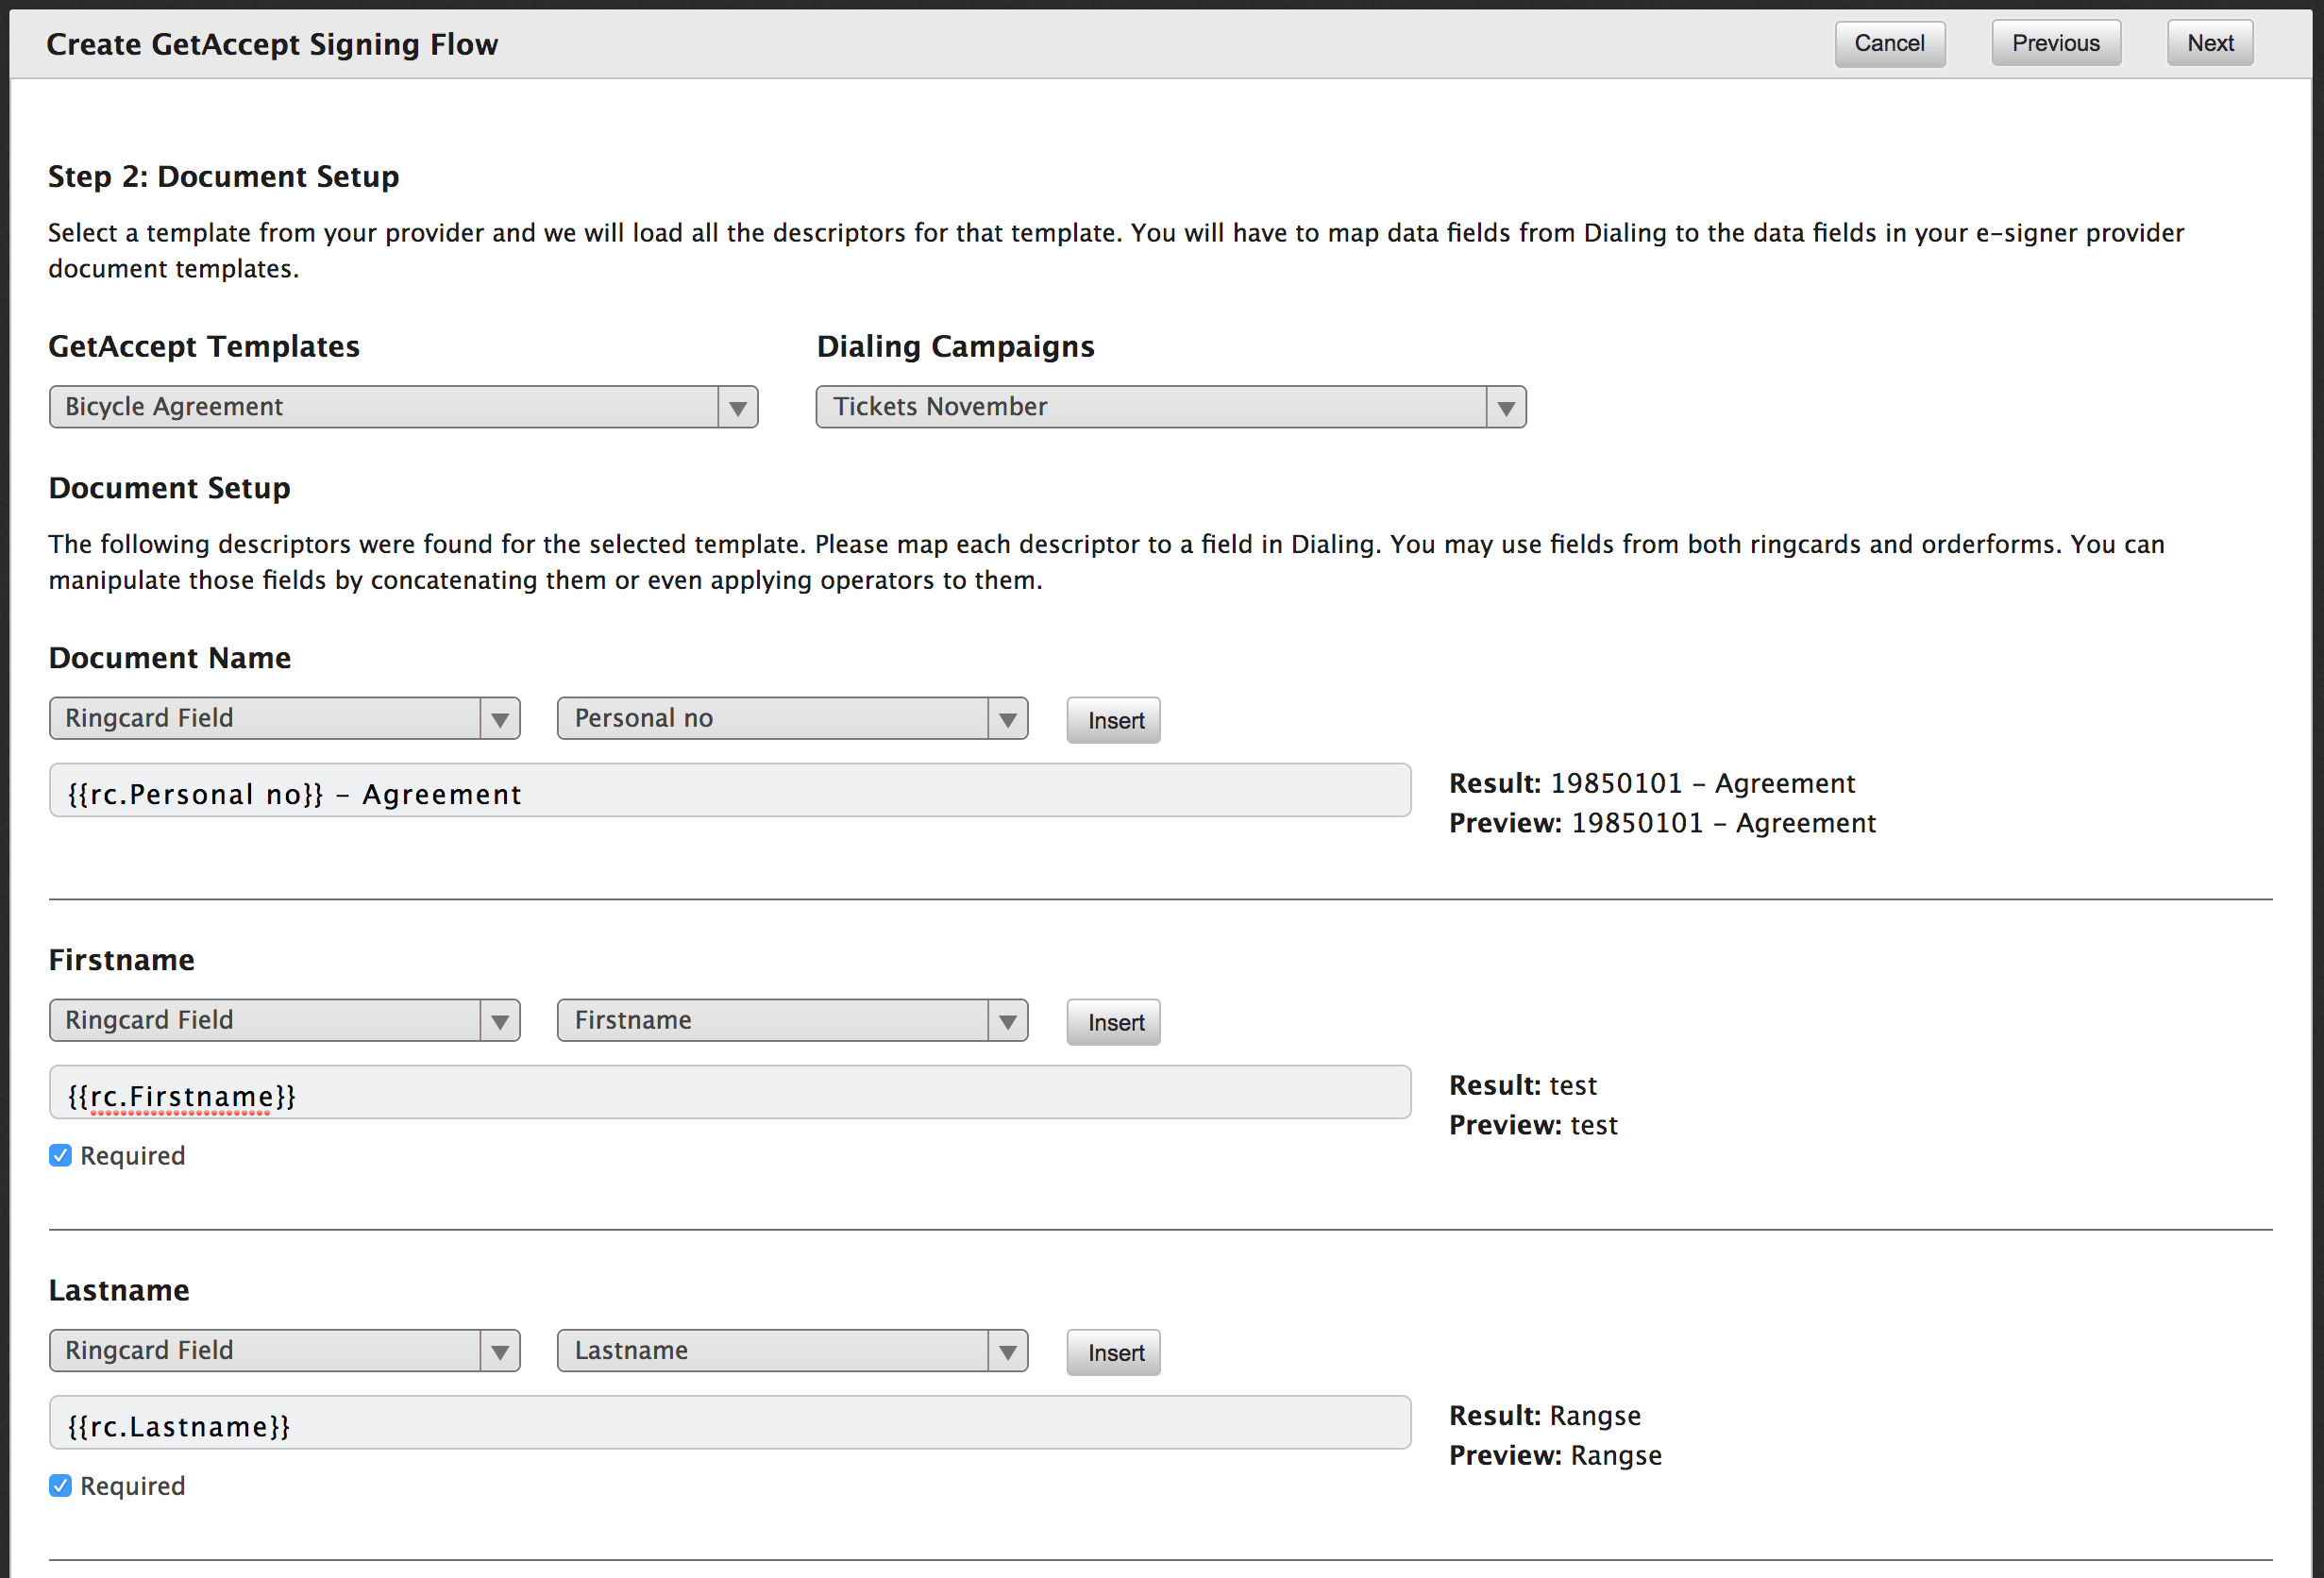 Create GetAccept Signing Flow
Cancel
Previous
Next
Step 2: Document Setup
Select a template from your provider and we will load all the descriptors for that template. You will have to map data fields from Dialing to the data fields in your e-signer provider
document templates.
GetAccept Templates
Dialing Campaigns
Bicycle Agreement
Tickets November
Document Setup
The following descriptors were found for the selected template. Please map each descriptor to a field in Dialing. You may use fields from both ringcards and orderforms. You can
manipulate those fields by concatenating them or even applying operators to them.
Document Name
Ringcard Field
Personal no
Insert
{{rc.Personal no}} - Agreement
Result: 19850101 - Agreement
Preview: 19850101 - Agreement
Firstname
Ringcard Field
Firstname
Insert
{{rc.Firstname}}
Result: test
Preview: test
Required
Lastname
Ringcard Field
Lastname
Insert
{{rc.Lastname}}
Result: Rangse
Preview: Rangse
Required